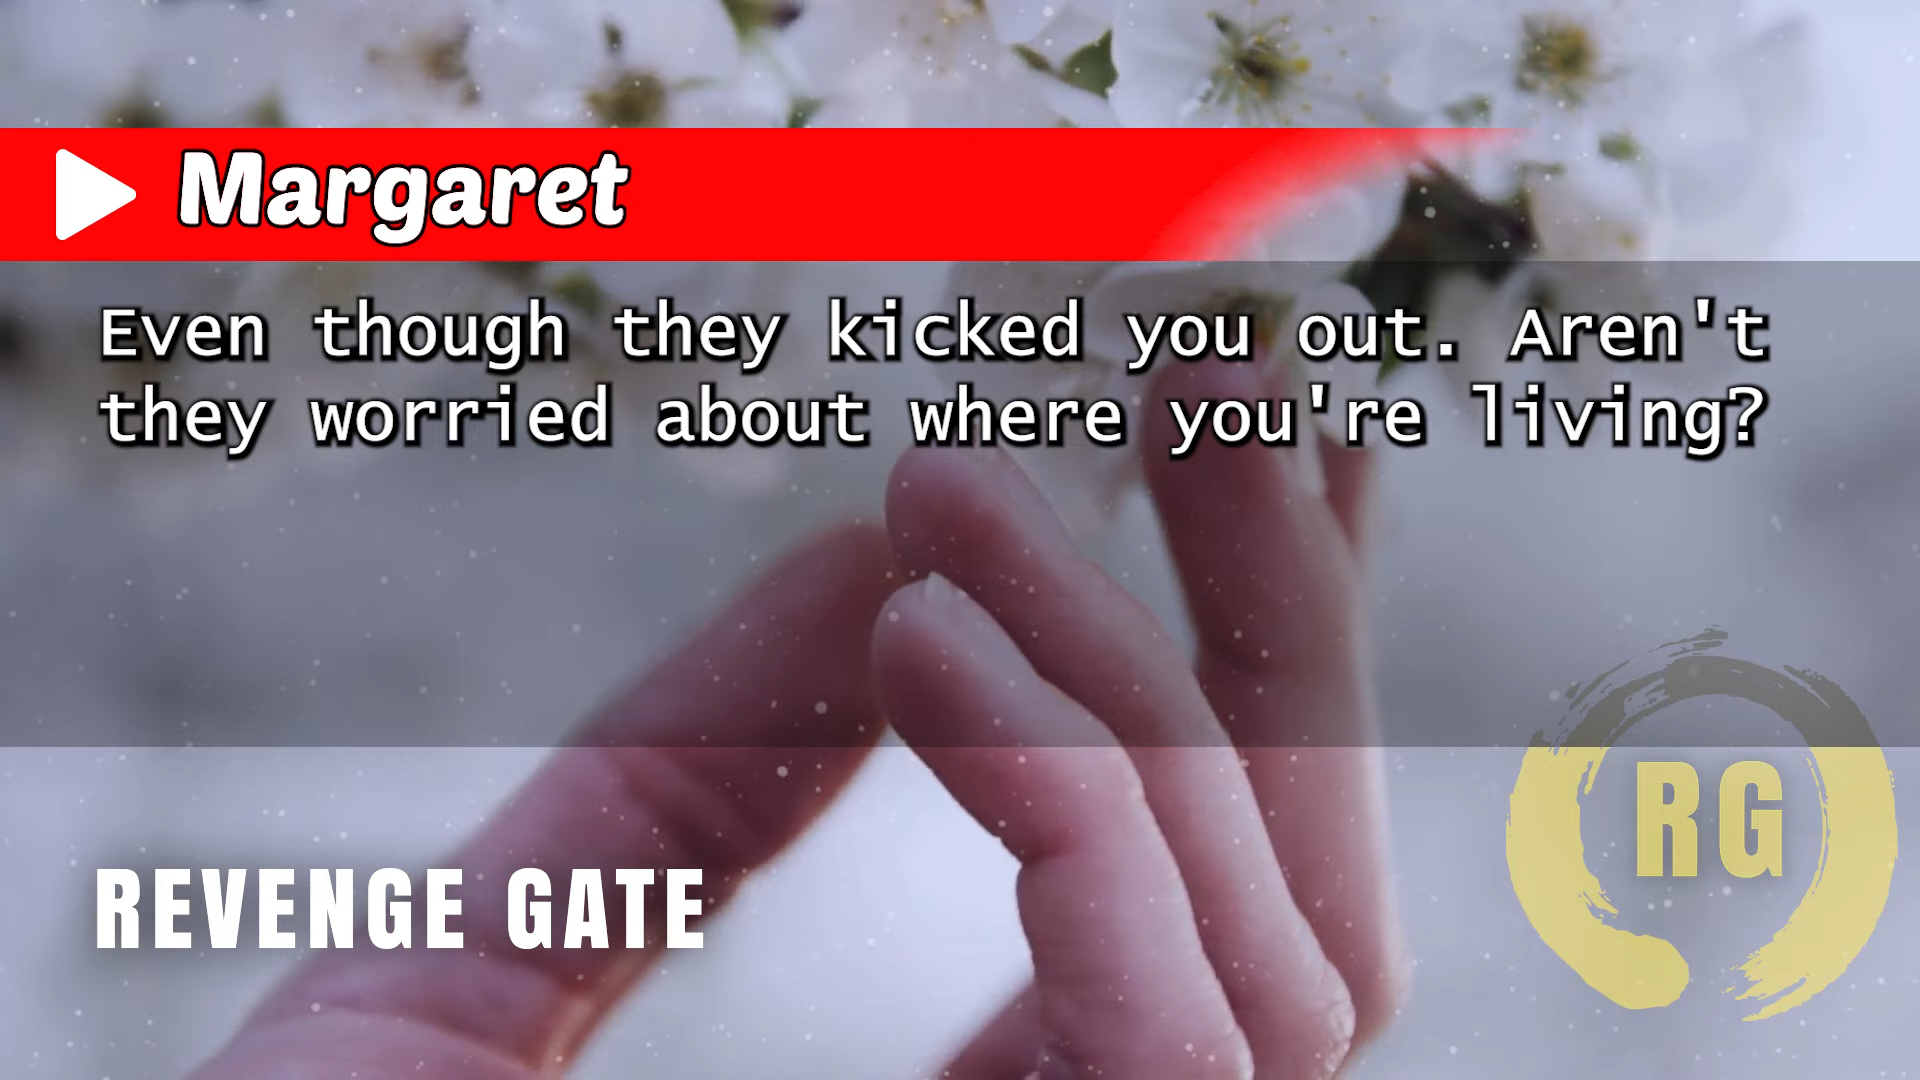 Margaret
Even though they kicked you out. Aren't
they worried about where you're living?
RG
REVENGE GATE